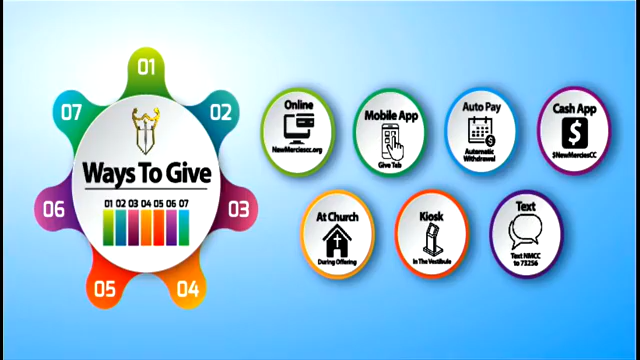 01
02
03
04
05
06
07
Ways To Give
01 02 03 04 05 06 07
Online
NewMerciescc.org
Mobile App
Give Tab
Auto Pay
Automatic
Withdrawal
Cash App
$NewMerciesCC
At Church
During Offering
Kiosk
In The Vestibule
Text
Text NMCC
to 73256